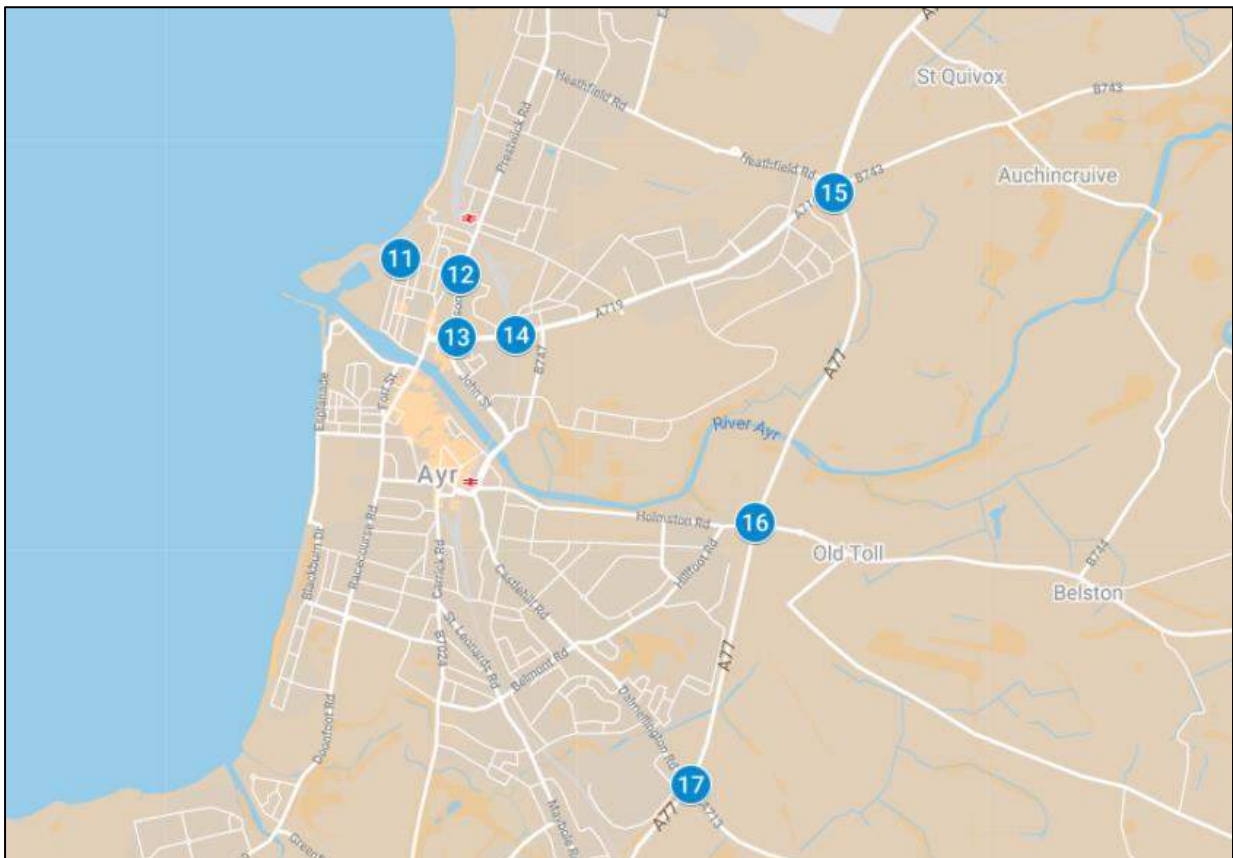 St Quivox
B743
Heathfield Rd
Prestwick Rd
Heathfield Rd
B743
Auchincruive
15
11
12
A719
13
14
B747
A77
John St
Fort St
Esplanade
River Ayr
Ayr
16
Holmston Rd
Old Toll
Hillfoot Rd
B744
Belston
Racecourse Rd
Blackburn Dr
Carrick Rd
Castlehill Rd
St. Leonards Rd
B7024
Belmont Rd
A77
Dalmellington Rd
Doonfoot Rd
17
A77
A713
Maybole Rd